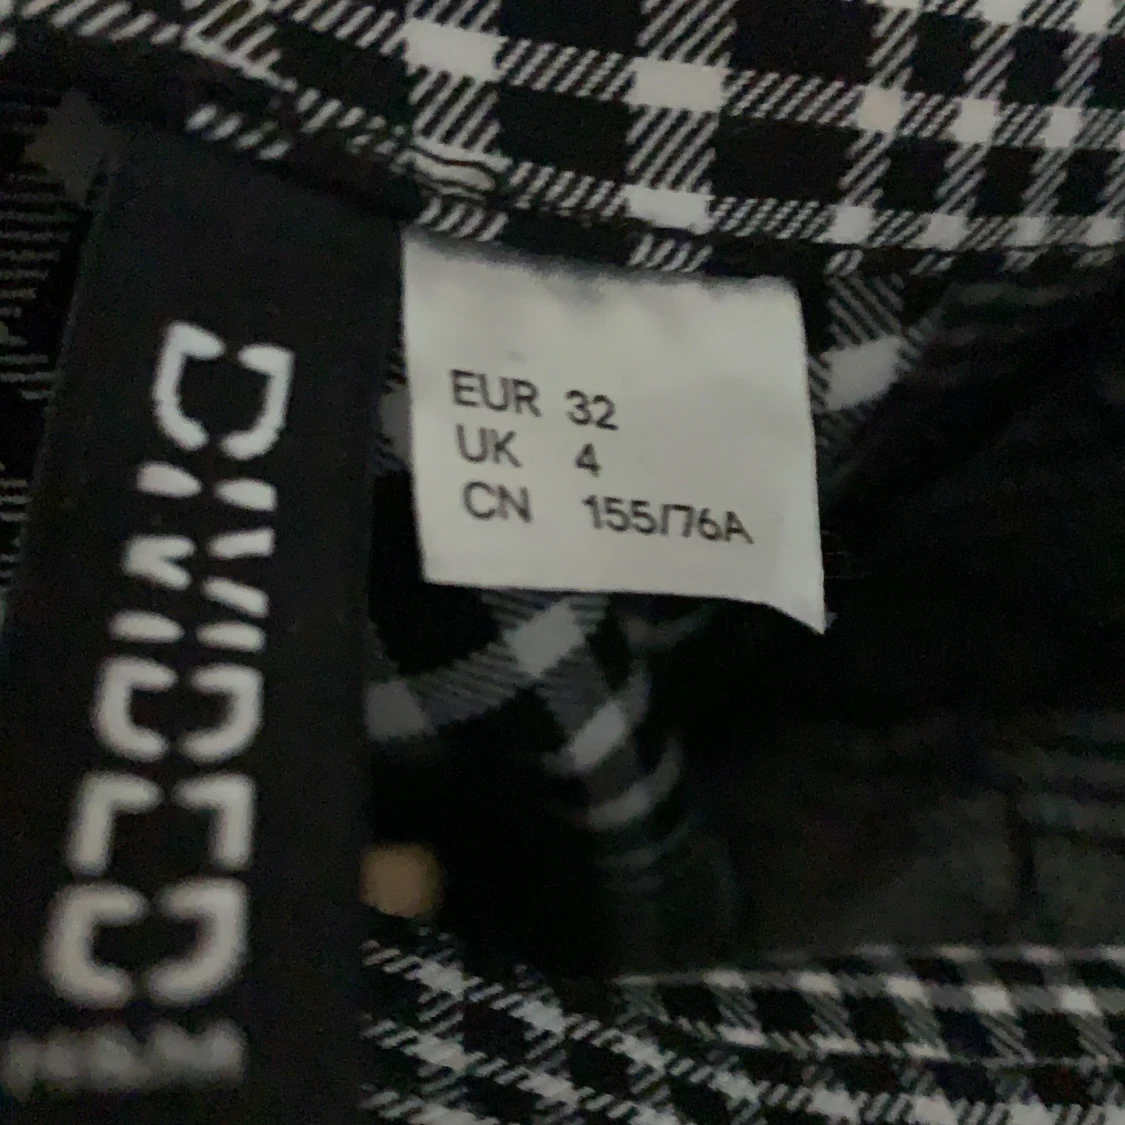 DIVIDED
H&M
EUR 32
UK 4
CN 155/76A